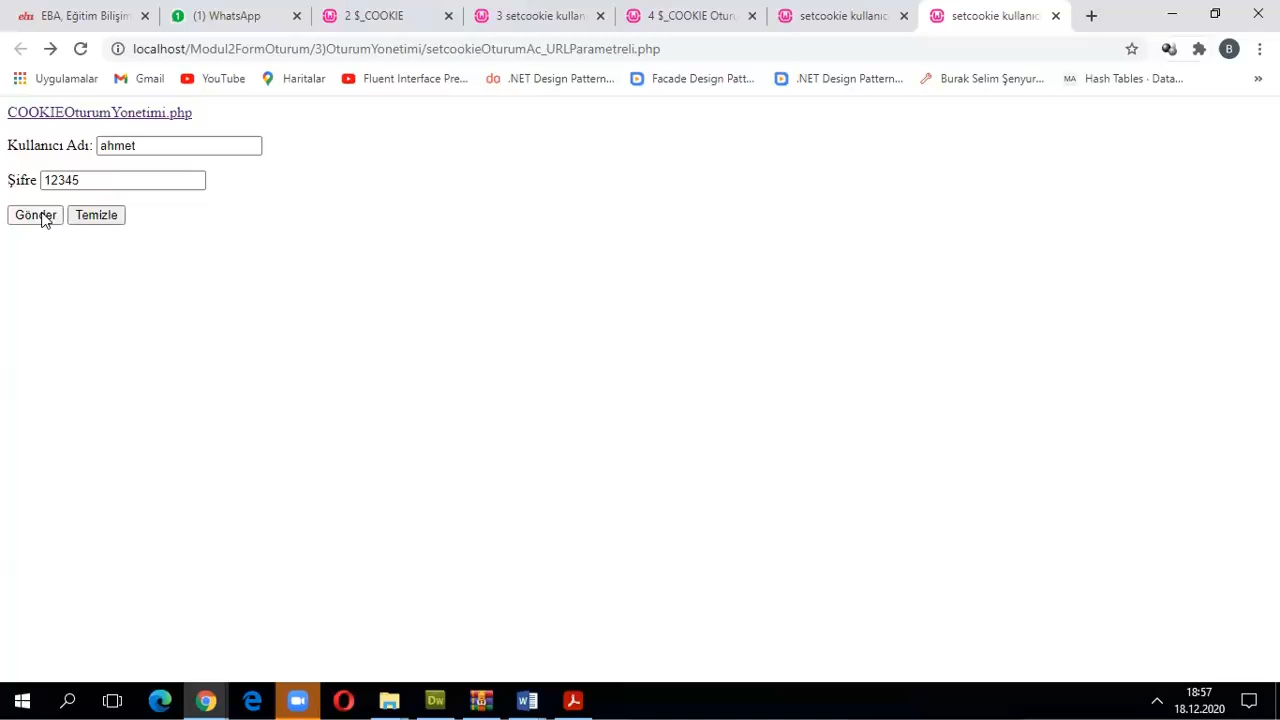 EBA, Eğitim Bilişim
(1) WhatsApp
2 $_COOKIE
3 setcookie kullan
4 $_COOKIE Otur
setcookie kullanıc
setcookie kullanıc
localhost/Modul2FormOturum/3)OturumYonetimi/setcookieOturumAc_URLParametreli.php
B
Uygulamalar
Gmail
YouTube
Haritalar
Fluent Interface Pre...
.NET Design Pattern...
Facade Design Patt...
.NET Design Pattern...
Burak Selim Şenyur...
MA Hash Tables - Data...
COOKIEOturumYonetimi.php
Kullanıcı Adı: ahmet
Şifre 12345
Gönder Temizle
Dw
18:57
18.12.2020